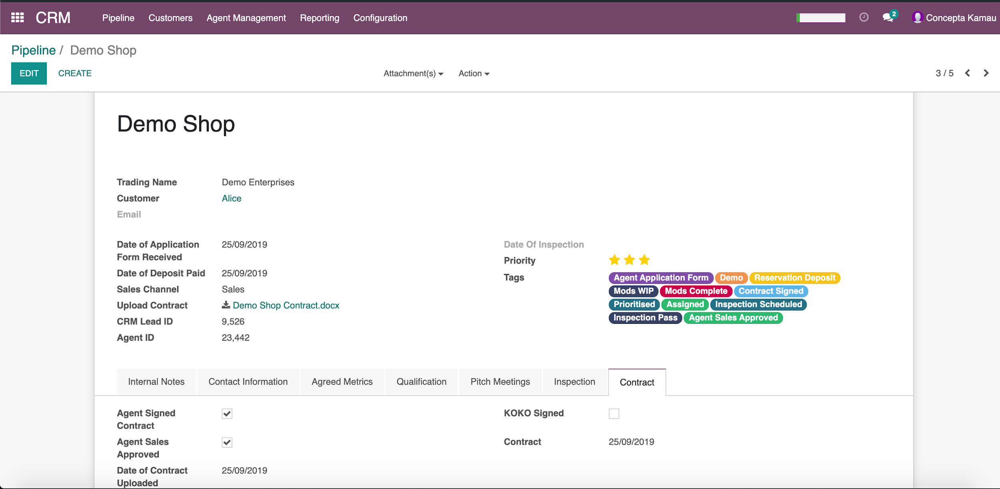 CRM Pipeline Customers Agent Management Reporting Configuration 2 Concepta Kamau
Pipeline / Demo Shop
EDIT CREATE Attachment(s) Action 3 / 5
Demo Shop
Trading Name Demo Enterprises
Customer Alice
Email
Date of Application 25/09/2019
Form Received
Date of Deposit Paid 25/09/2019
Sales Channel Sales
Upload Contract Demo Shop Contract.docx
CRM Lead ID 9,526
Agent ID 23,442
Date Of Inspection
Priority
Tags Agent Application Form Demo Reservation Deposit
Mods WIP Mods Complete Contract Signed
Prioritised Assigned Inspection Scheduled
Inspection Pass Agent Sales Approved
Internal Notes Contact Information Agreed Metrics Qualification Pitch Meetings Inspection Contract
Agent Signed
Contract
Agent Sales
Approved
Date of Contract 25/09/2019
Uploaded
KOKO Signed
Contract 25/09/2019